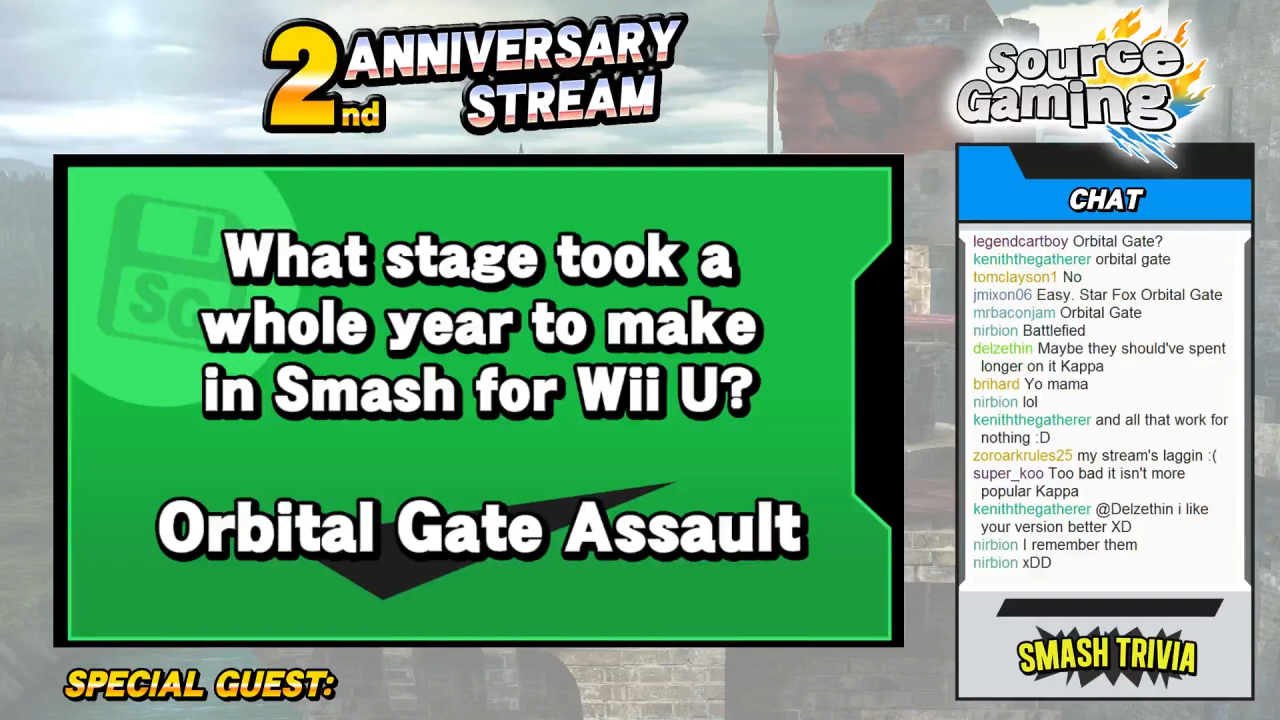 2nd ANNIVERSARY
STREAM
Source
Gaming
What stage took a
whole year to make
in Smash for Wii U?
Orbital Gate Assault
SG
SPECIAL GUEST:
CHAT
legendcartboy Orbital Gate?
keniththegatherer orbital gate
tomclayson1 No
jmixon06 Easy. Star Fox Orbital Gate
mrbaconjam Orbital Gate
nirbion Battlefied
delzethin Maybe they should've spent
longer on it Kappa
brihard Yo mama
nirbion lol
keniththegatherer and all that work for
nothing :D
zoroarkrules25 my stream's laggin :(
super_koo Too bad it isn't more
popular Kappa
keniththegatherer @Delzethin i like
your version better XD
nirbion I remember them
nirbion xDD
SMASH TRIVIA